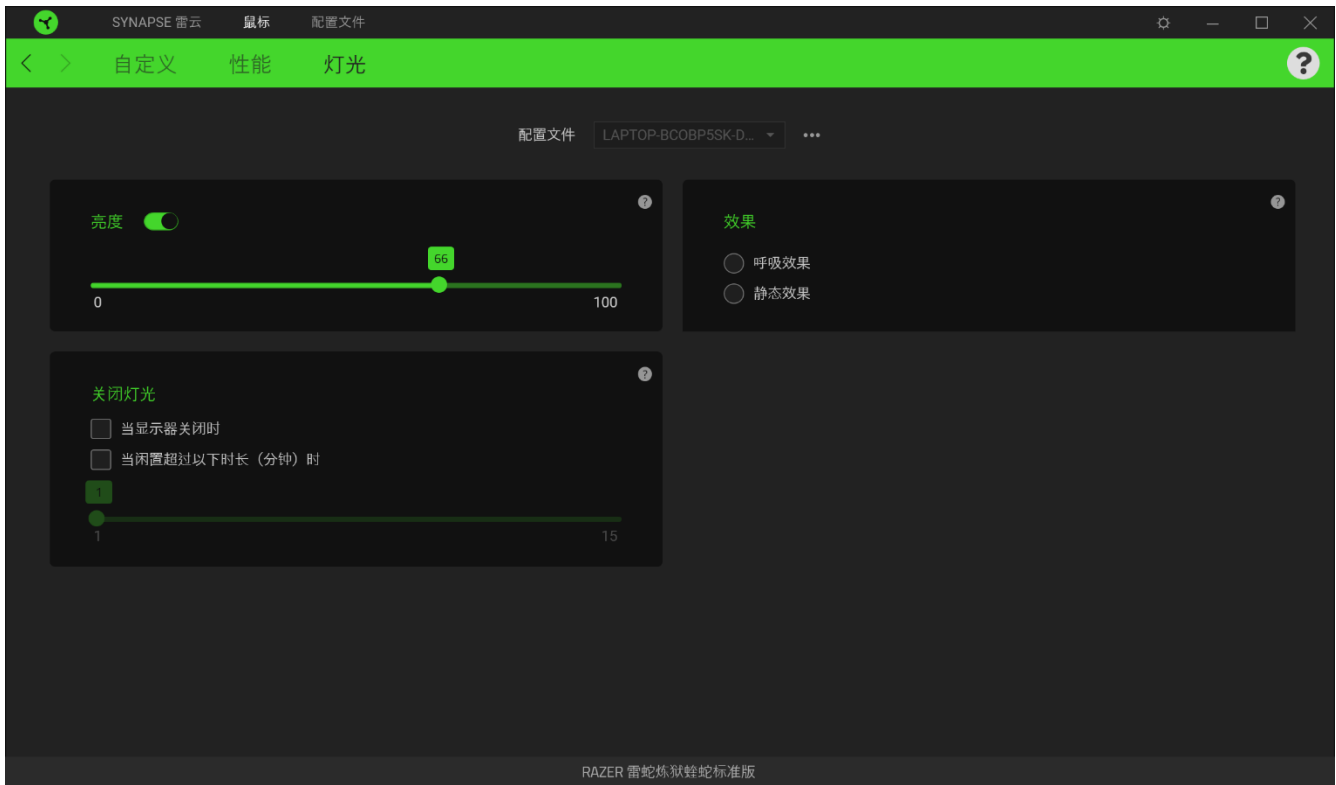 SYNAPSE 雷云 鼠标 配置文件
自定义 性能 灯光
配置文件 LAPTOP-BCOBP5SK-D...
亮度
66
0 100
效果
呼吸效果
静态效果
关闭灯光
当显示器关闭时
当闲置超过以下时长（分钟）时
1
1 15
RAZER 雷蛇炼狱蝰蛇标准版